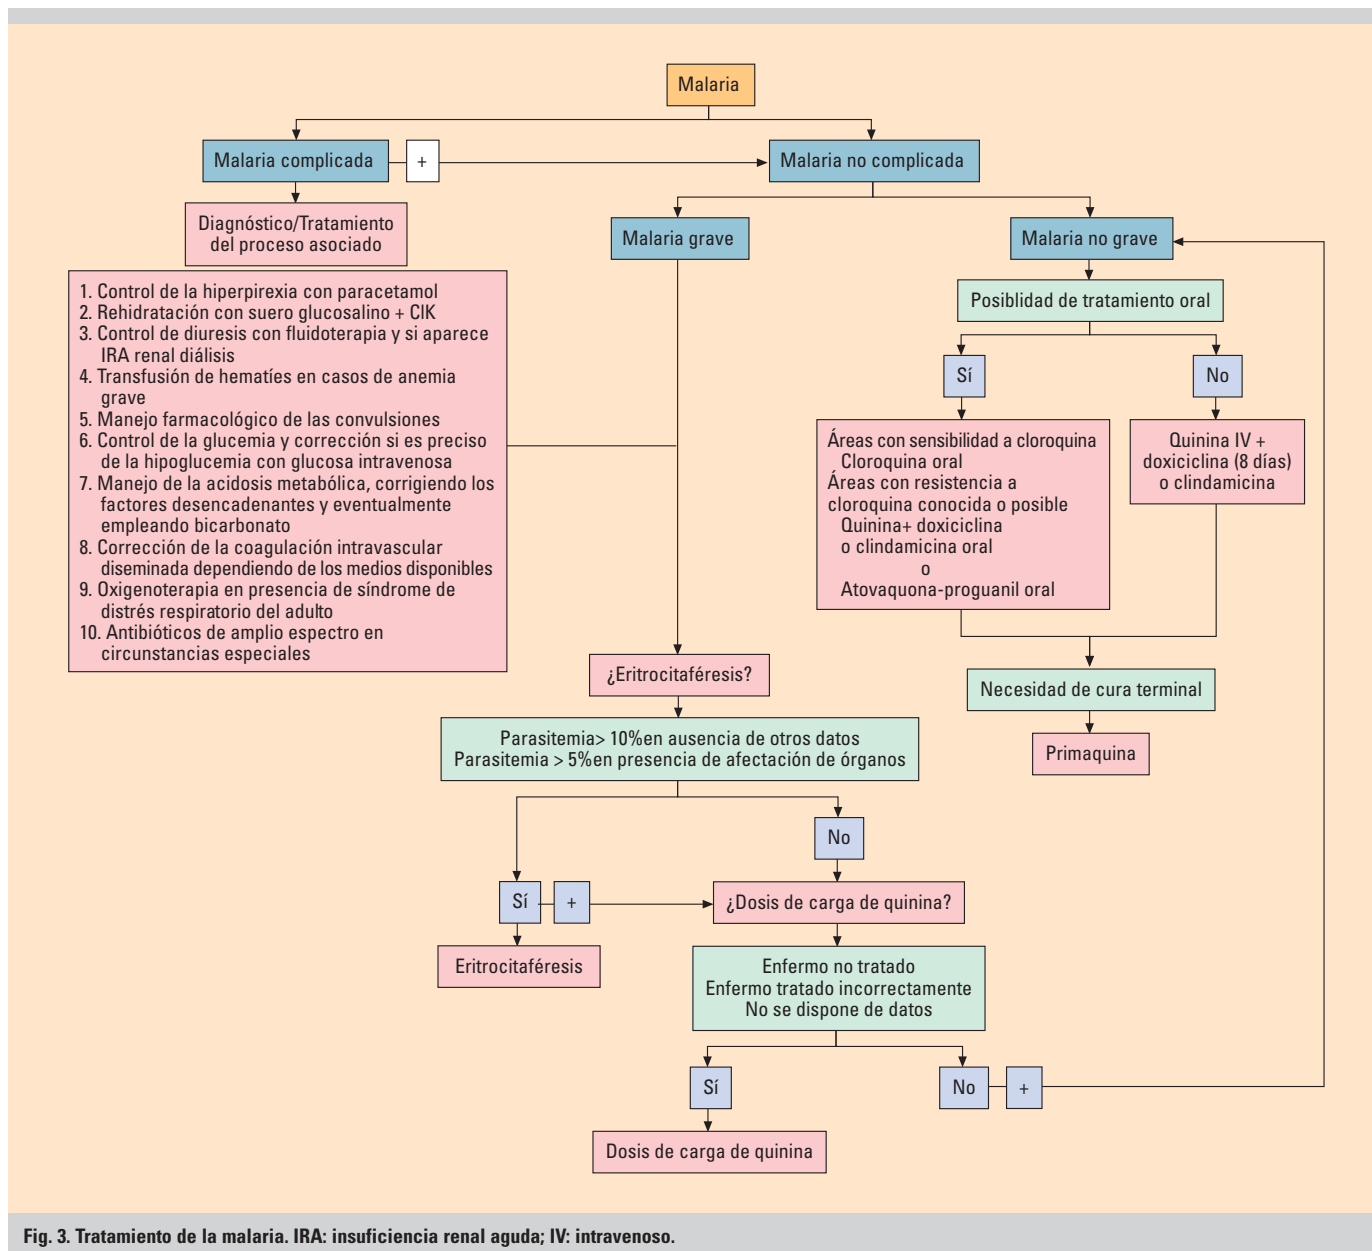 Malaria
Malaria complicada
+
Malaria no complicada
Diagnóstico/Tratamiento
del proceso asociado
Malaria grave
Malaria no grave
1. Control de la hiperpirexia con paracetamol
2. Rehidratación con suero glucosalino + ClK
3. Control de diuresis con fluidoterapia y si aparece
IRA renal diálisis
4. Transfusión de hematíes en casos de anemia
grave
5. Manejo farmacológico de las convulsiones
6. Control de la glucemia y corrección si es preciso
de la hipoglucemia con glucosa intravenosa
7. Manejo de la acidosis metabólica, corrigiendo los
factores desencadenantes y eventualmente
empleando bicarbonato
8. Corrección de la coagulación intravascular
diseminada dependiendo de los medios disponibles
9. Oxigenoterapia en presencia de síndrome de
distrés respiratorio del adulto
10. Antibióticos de amplio espectro en
circunstancias especiales
Posiblidad de tratamiento oral
Sí
No
Áreas con sensibilidad a cloroquina
Cloroquina oral
Áreas con resistencia a
cloroquina conocida o posible
Quinina+ doxiciclina
o clindamicina oral
o
Atovaquona-proguanil oral
Quinina IV +
doxiciclina (8 días)
o clindamicina
¿Eritrocitaféresis?
Necesidad de cura terminal
Primaquina
Parasitemia> 10%en ausencia de otros datos
Parasitemia > 5%en presencia de afectación de órganos
No
Sí
+
¿Dosis de carga de quinina?
Eritrocitaféresis
Enfermo no tratado
Enfermo tratado incorrectamente
No se dispone de datos
Sí
No
+
Dosis de carga de quinina
Fig. 3. Tratamiento de la malaria. IRA: insuficiencia renal aguda; IV: intravenoso.